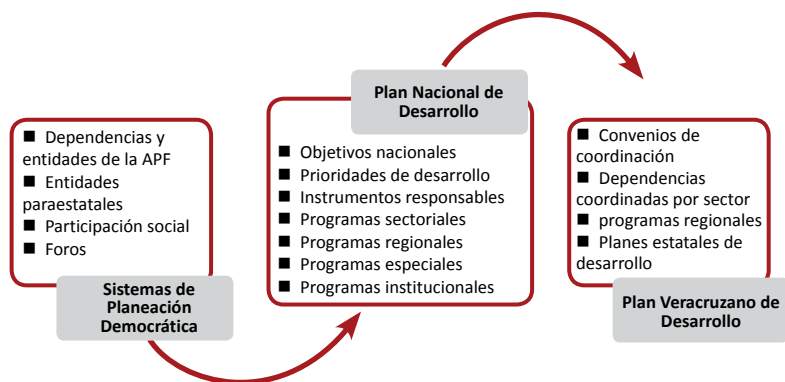 ■ Dependencias y
entidades de la APF
■ Entidades
paraestatales
■ Participación social
■ Foros
Sistemas de
Planeación
Democrática
Plan Nacional de
Desarrollo
■ Objetivos nacionales
■ Prioridades de desarrollo
■ Instrumentos responsables
■ Programas sectoriales
■ Programas regionales
■ Programas especiales
■ Programas institucionales
■ Convenios de
coordinación
■ Dependencias
coordinadas por sector
■ programas regionales
■ Planes estatales de
desarrollo
Plan Veracruzano de
Desarrollo